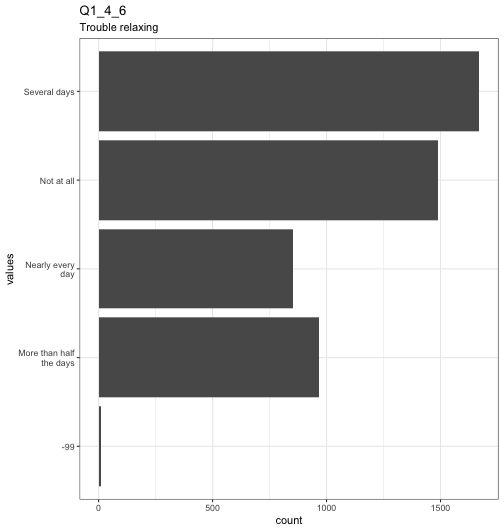 Q1_4_6
Trouble relaxing
values
Several days
Not at all
Nearly every
day
More than half
the days
-99
0
500
1000
1500
count